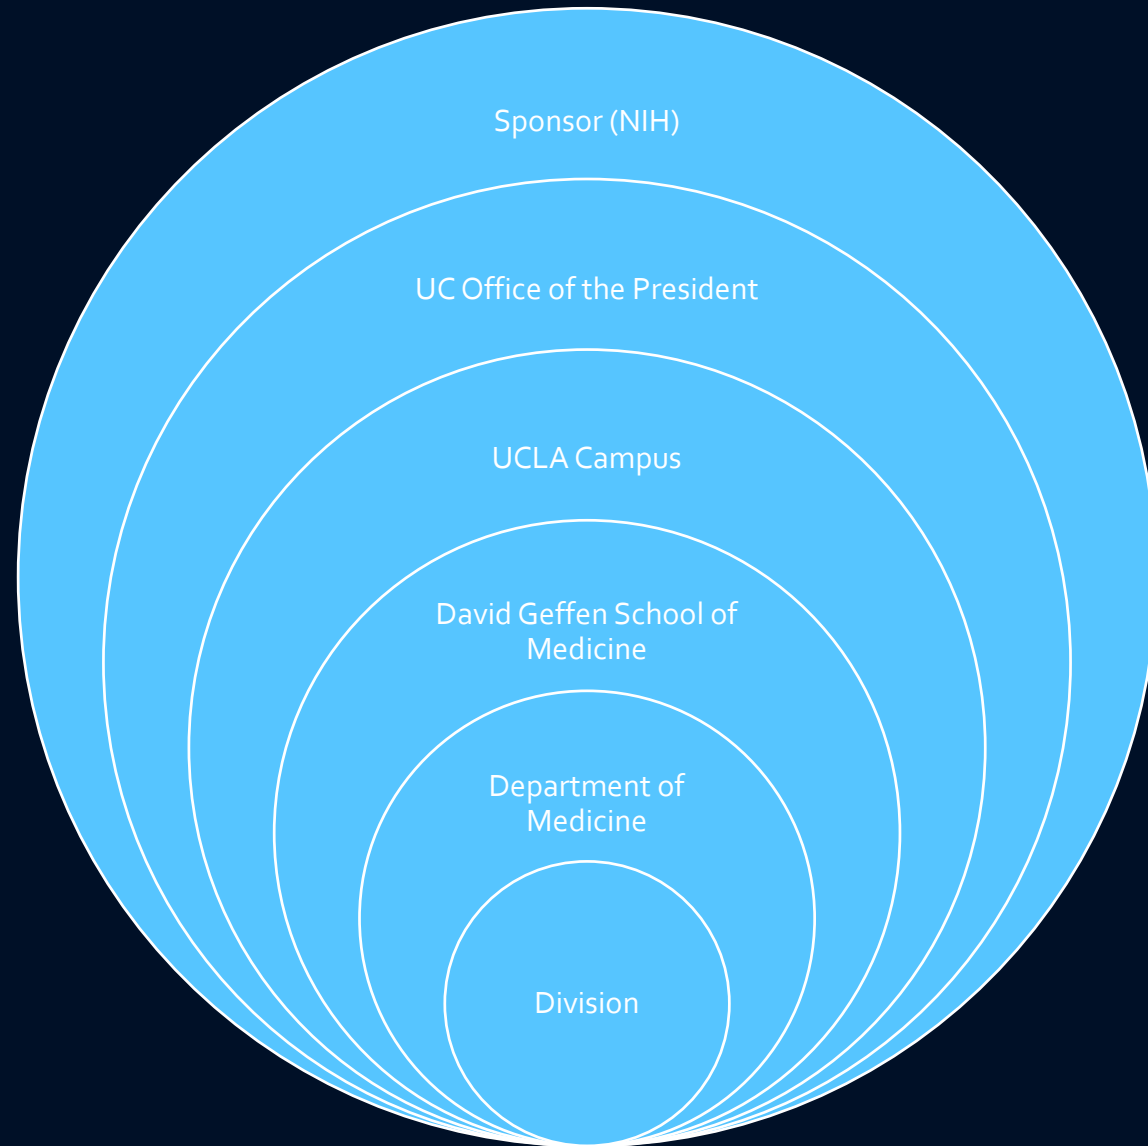 Sponsor (NIH)
UC Office of the President
UCLA Campus
David Geffen School of
Medicine
Department of
Medicine
Division